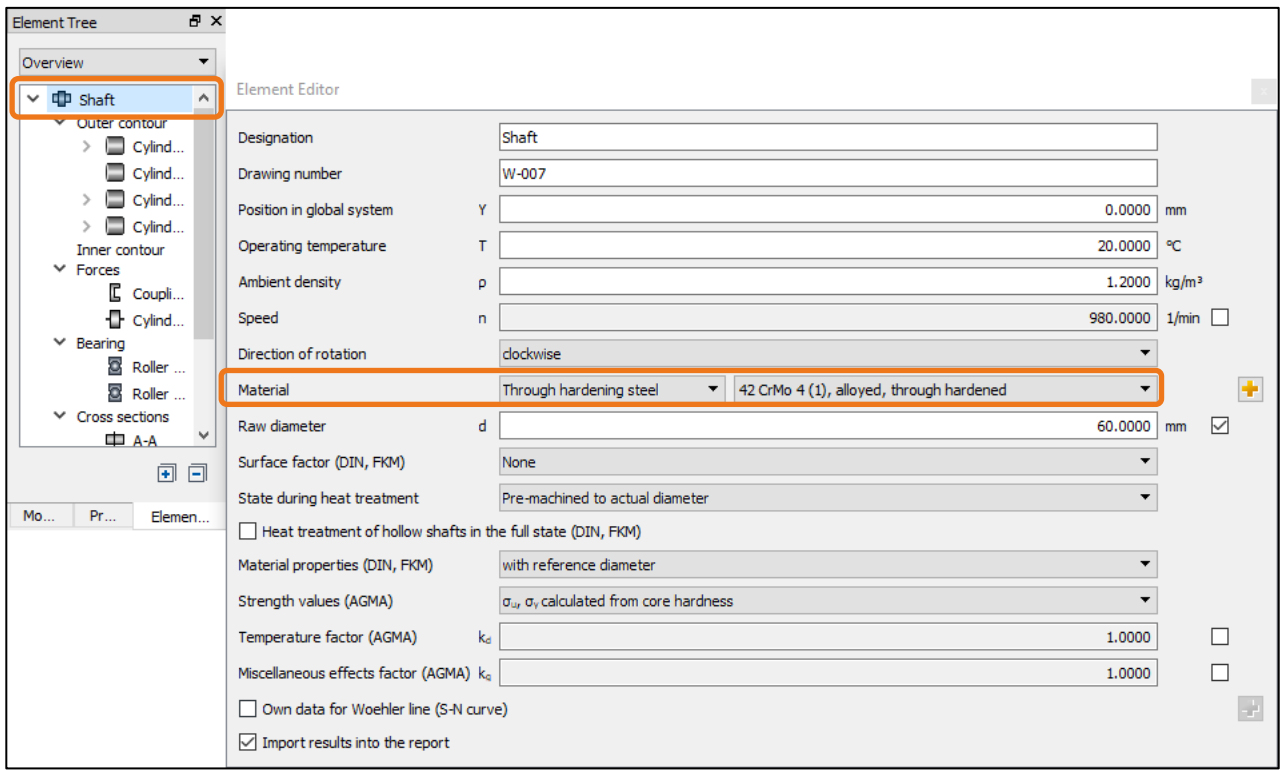 Element Tree
Overview
Shaft
Outer contour
Cylind...
Cylind...
Cylind...
Cylind...
Inner contour
Forces
Coupli...
Cylind...
Bearing
Roller ...
Roller ...
Cross sections
A-A
Mo...
Pr...
Elemen...
Element Editor
Designation Shaft
Drawing number W-007
Position in global system Y 0.0000 mm
Operating temperature T 20.0000 °C
Ambient density ρ 1.2000 kg/m³
Speed n 980.0000 1/min
Direction of rotation clockwise
Material Through hardening steel 42 CrMo 4 (1), alloyed, through hardened
Raw diameter d 60.0000 mm
Surface factor (DIN, FKM) None
State during heat treatment Pre-machined to actual diameter
Heat treatment of hollow shafts in the full state (DIN, FKM)
Material properties (DIN, FKM) with reference diameter
Strength values (AGMA) σᵤ, σᵧ calculated from core hardness
Temperature factor (AGMA) kd 1.0000
Miscellaneous effects factor (AGMA) kg 1.0000
Own data for Woehler line (S-N curve)
Import results into the report